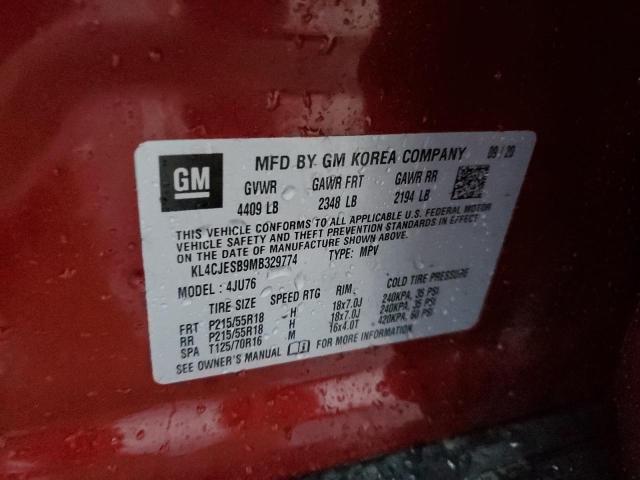 GM
MFD BY GM KOREA COMPANY 09 / 20
GVWR GAWR FRT GAWR RR
4409 LB 2348 LB 2194 LB
THIS VEHICLE CONFORMS TO ALL APPLICABLE U.S. FEDERAL MOTOR
VEHICLE SAFETY AND THEFT PREVENTION STANDARDS IN EFFECT
ON THE DATE OF MANUFACTURE SHOWN ABOVE.
KL4CJESB9MB329774 TYPE: MPV
MODEL : 4JU76
TIRE SIZE SPEED RTG RIM COLD TIRE PRESSURE
FRT P215/55R18 H 18x7.0J 240KPA, 35 PSI
RR P215/55R18 H 18x7.0J 240KPA, 35 PSI
SPA T125/70R16 M 16x4.0T 420KPA, 60 PSI
SEE OWNER'S MANUAL FOR MORE INFORMATION.